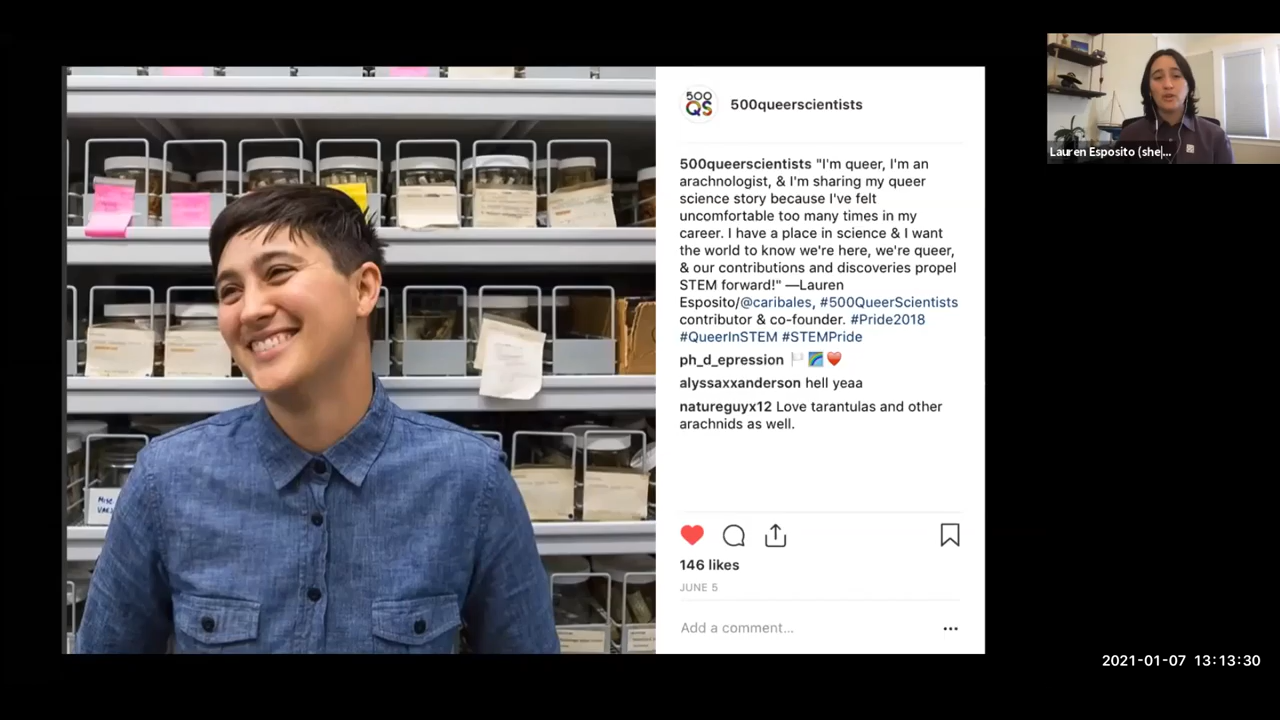 500
QS
500queerscientists
500queerscientists "I'm queer, I'm an
arachnologist, & I'm sharing my queer
science story because I've felt
uncomfortable too many times in my
career. I have a place in science & I want
the world to know we're here, we're queer,
& our contributions and discoveries propel
STEM forward!" —Lauren
Esposito/@caribales, #500QueerScientists
contributor & co-founder. #Pride2018
#QueerInSTEM #STEMPride
ph_d_epression 🏳️🌈❤️
alyssaxxanderson hell yeaa
natureguyx12 Love tarantulas and other
arachnids as well.
146 likes
JUNE 5
Add a comment...
Lauren Esposito (she|...
2021-01-07 13:13:30